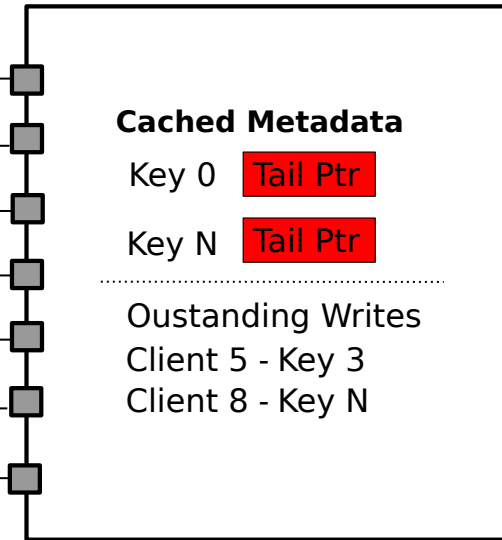 Cached Metadata
Key 0 Tail Ptr
Key N Tail Ptr
Oustanding Writes
Client 5 - Key 3
Client 8 - Key N